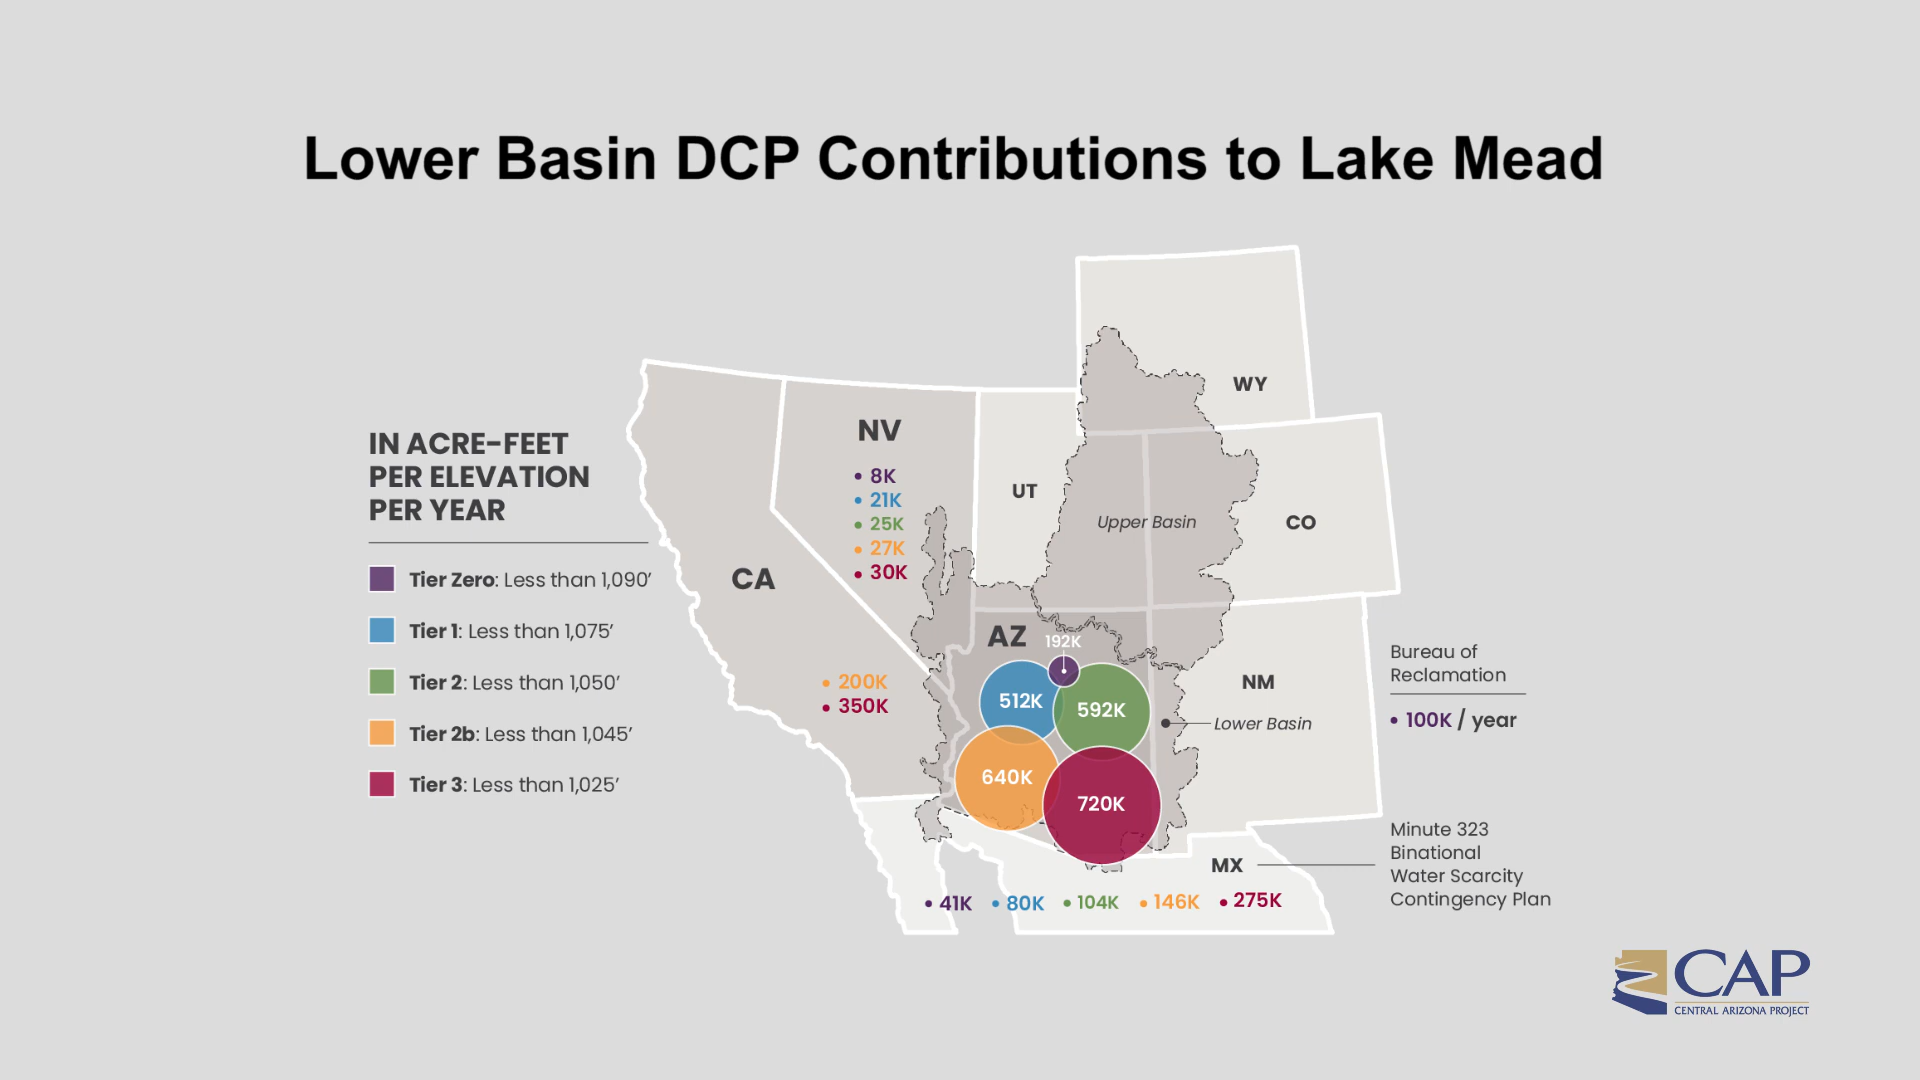 Lower Basin DCP Contributions to Lake Mead
IN ACRE-FEET
PER ELEVATION
PER YEAR
Tier Zero: Less than 1,090’
Tier 1: Less than 1,075’
Tier 2: Less than 1,050’
Tier 2b: Less than 1,045’
Tier 3: Less than 1,025’
CA
• 200K
• 350K
NV
• 8K
• 21K
• 25K
• 27K
• 30K
UT
WY
Upper Basin
CO
AZ
192K
512K
592K
640K
720K
NM
Lower Basin
MX
• 41K • 80K • 104K • 146K • 275K
Bureau of
Reclamation
• 100K / year
Minute 323
Binational
Water Scarcity
Contingency Plan
CAP
CENTRAL ARIZONA PROJECT